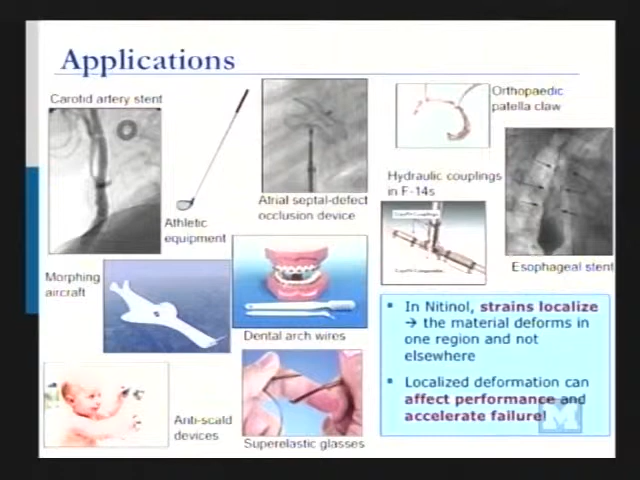 Applications
Carotid artery stent
Athletic
equipment
Atrial septal-defect
occlusion device
Orthopaedic
patella claw
Hydraulic couplings
in F-14s
Esophageal stent
Morphing
aircraft
Dental arch wires
Anti-scald
devices
Superelastic glasses
▪ In Nitinol, strains localize
→ the material deforms in
one region and not
elsewhere
▪ Localized deformation can
affect performance and
accelerate failure!
M